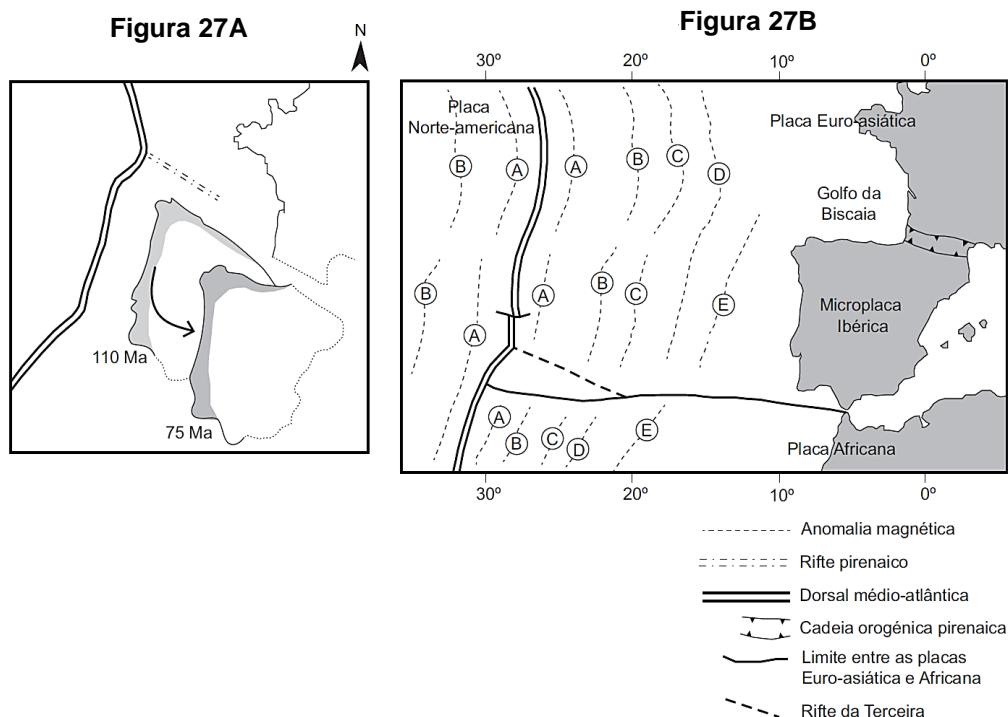 Figura 27A
N
110 Ma
75 Ma
Figura 27B
30º 20º 10º 0º
Placa
Norte-americana
Placa Euro-asiática
B A A B C D
Golfo da
Biscaia
B A A B C E
Microplaca
Ibérica
A B C D E
Placa Africana
30º 20º 10º 0º
Anomalia magnética
Rifte pirenaico
Dorsal médio-atlântica
Cadeia orogénica pirenaica
Limite entre as placas
Euro-asiática e Africana
Rifte da Terceira